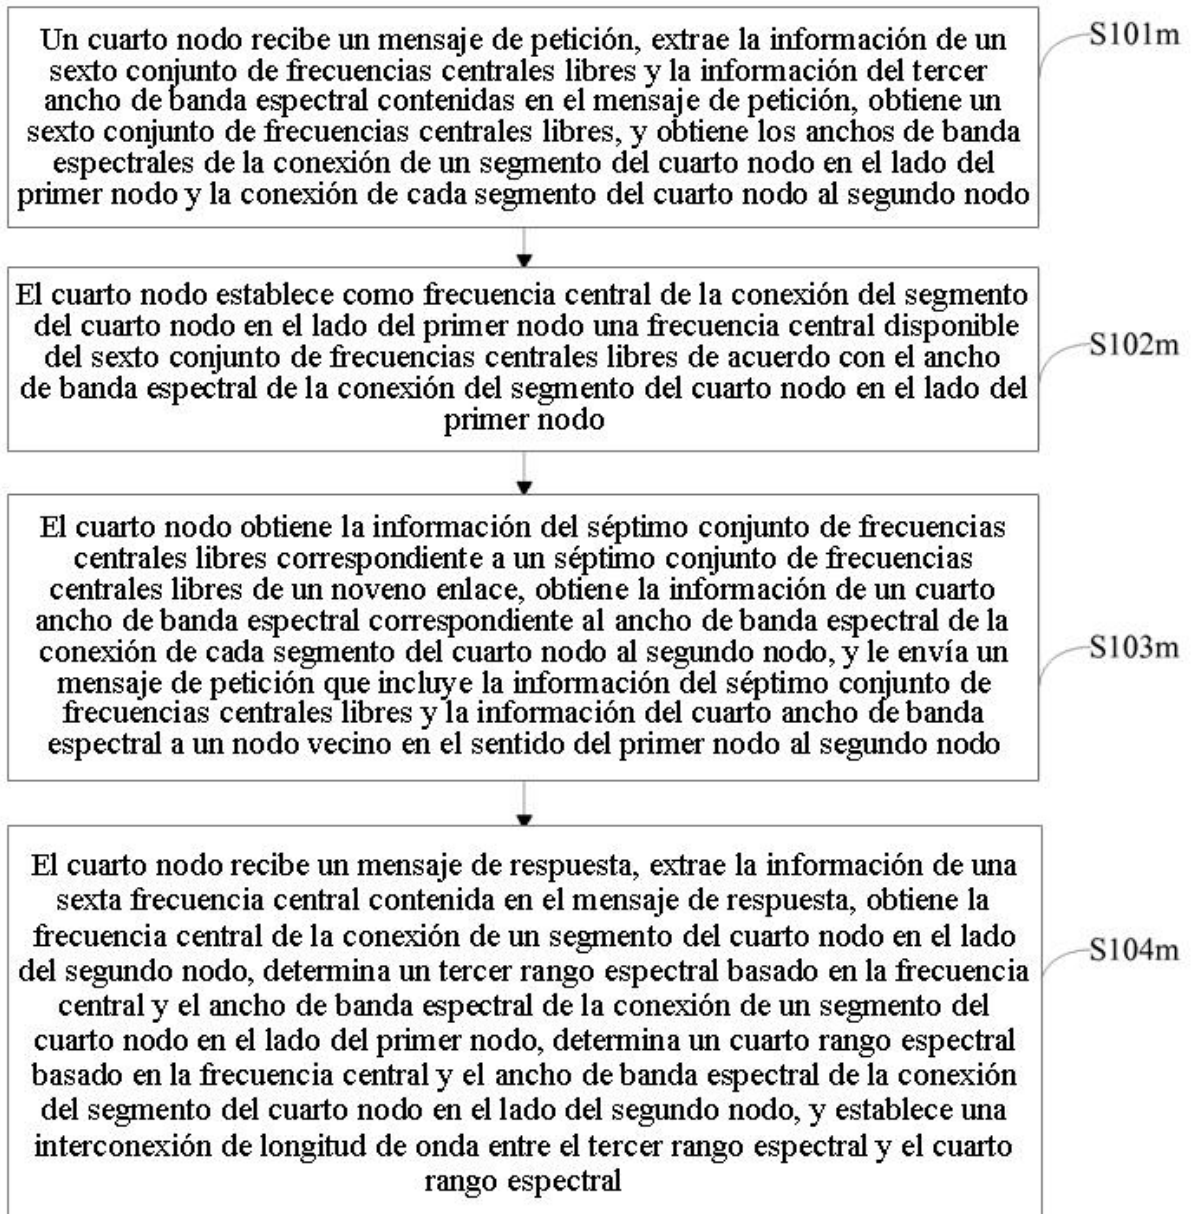 Un cuarto nodo recibe un mensaje de petición, extrae la información de un
sexto conjunto de frecuencias centrales libres y la información del tercer
ancho de banda espectral contenidas en el mensaje de petición, obtiene un
sexto conjunto de frecuencias centrales libres, y obtiene los anchos de banda
espectrales de la conexión de un segmento del cuarto nodo en el lado del
primer nodo y la conexión de cada segmento del cuarto nodo al segundo nodo
S101m
El cuarto nodo establece como frecuencia central de la conexión del segmento
del cuarto nodo en el lado del primer nodo una frecuencia central disponible
del sexto conjunto de frecuencias centrales libres de acuerdo con el ancho
de banda espectral de la conexión del segmento del cuarto nodo en el lado del
primer nodo
S102m
El cuarto nodo obtiene la información del séptimo conjunto de frecuencias
centrales libres correspondiente a un séptimo conjunto de frecuencias
centrales libres de un noveno enlace, obtiene la información de un cuarto
ancho de banda espectral correspondiente al ancho de banda espectral de la
conexión de cada segmento del cuarto nodo al segundo nodo, y le envía un
mensaje de petición que incluye la información del séptimo conjunto de
frecuencias centrales libres y la información del cuarto ancho de banda
espectral a un nodo vecino en el sentido del primer nodo al segundo nodo
S103m
El cuarto nodo recibe un mensaje de respuesta, extrae la información de una
sexta frecuencia central contenida en el mensaje de respuesta, obtiene la
frecuencia central de la conexión de un segmento del cuarto nodo en el lado
del segundo nodo, determina un tercer rango espectral basado en la frecuencia
central y el ancho de banda espectral de la conexión de un segmento del
cuarto nodo en el lado del primer nodo, determina un cuarto rango espectral
basado en la frecuencia central y el ancho de banda espectral de la conexión
del segmento del cuarto nodo en el lado del segundo nodo, y establece una
interconexión de longitud de onda entre el tercer rango espectral y el cuarto
rango espectral
S104m